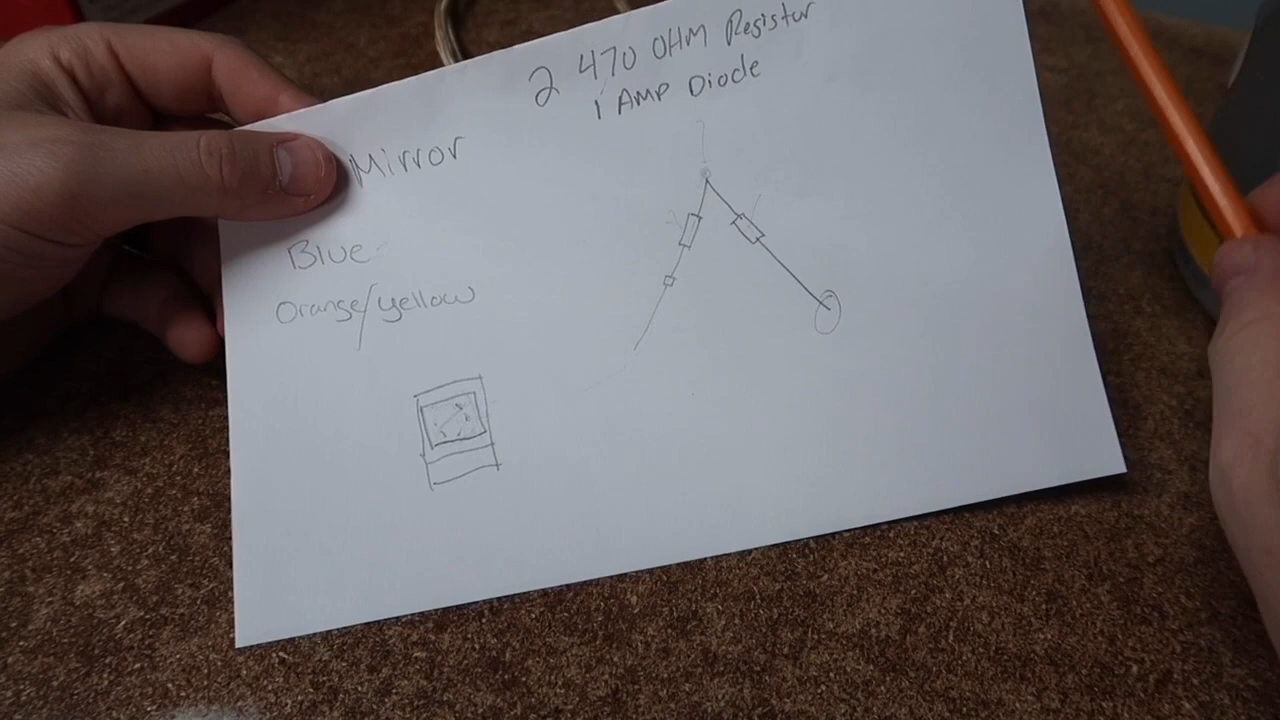 2 470 OHM Resistor
1 AMP Diode
Mirror
Blue
Orange/yellow